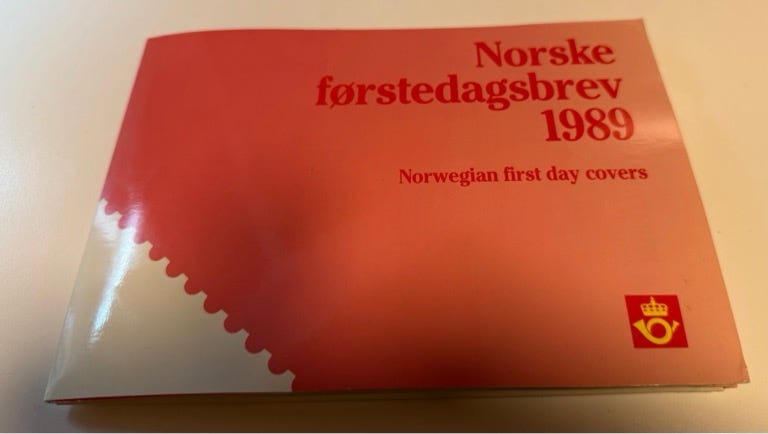 Norske
førstedagsbrev
1989
Norwegian first day covers